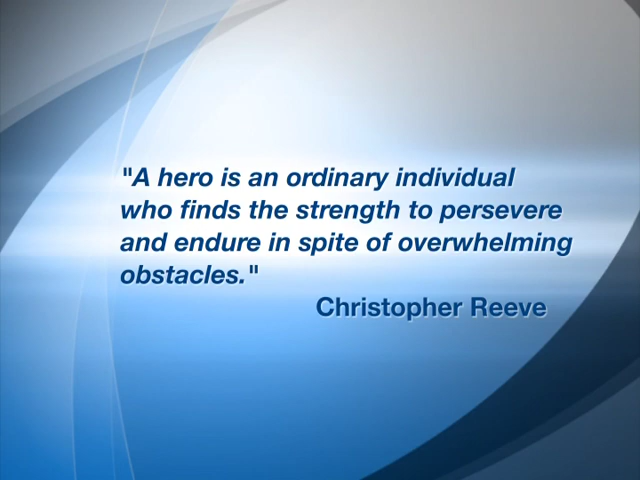 "A hero is an ordinary individual
who finds the strength to persevere
and endure in spite of overwhelming
obstacles."
Christopher Reeve